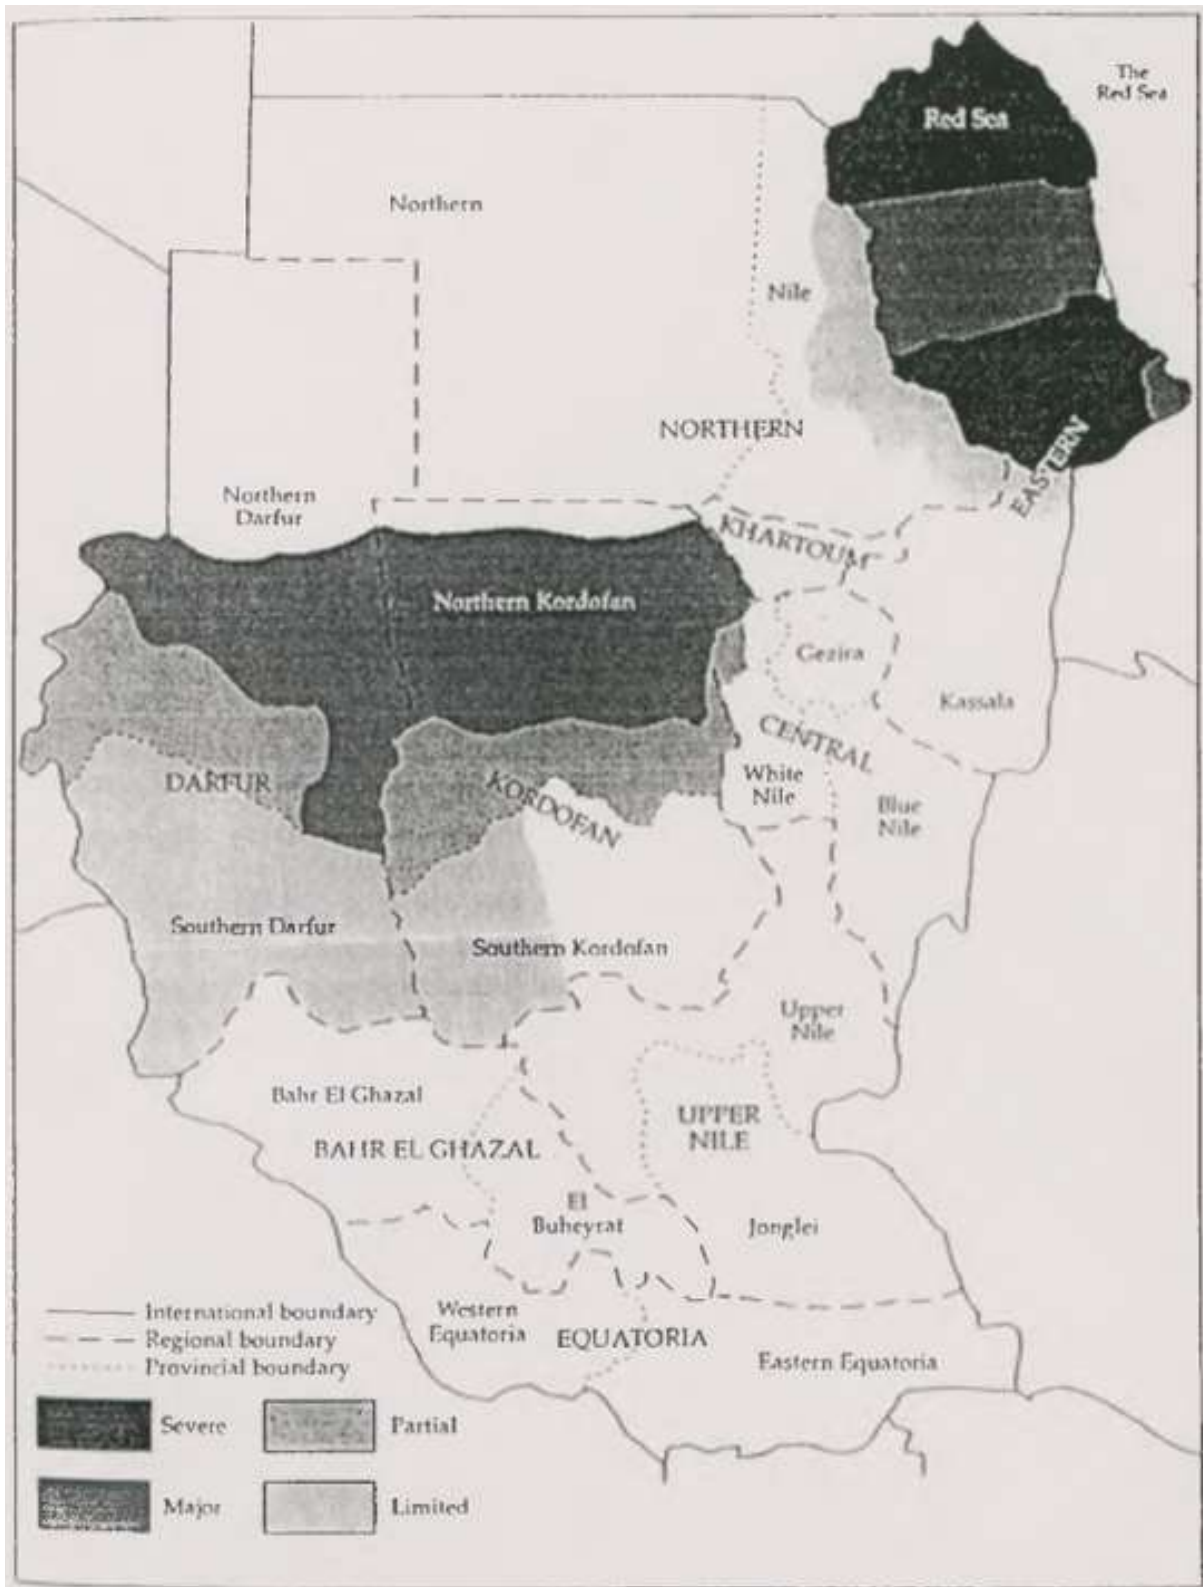 The
Red Sea
Red Sea
Northern
Nile
NORTHERN
EASTERN
Northern
Darfur
KHARTOUM
Northern Kordofan
Gezira
Kassala
CENTRAL
DARFUR
KORDOFAN
White
Nile
Blue
Nile
Southern Darfur
Southern Kordofan
Upper
Nile
Bahr El Ghazal
UPPER
NILE
BAHR EL GHAZAL
El
Buheyrat
Jonglei
International boundary
Regional boundary
Provincial boundary
Western
Equatoria
EQUATORIA
Eastern Equatoria
Severe
Partial
Major
Limited